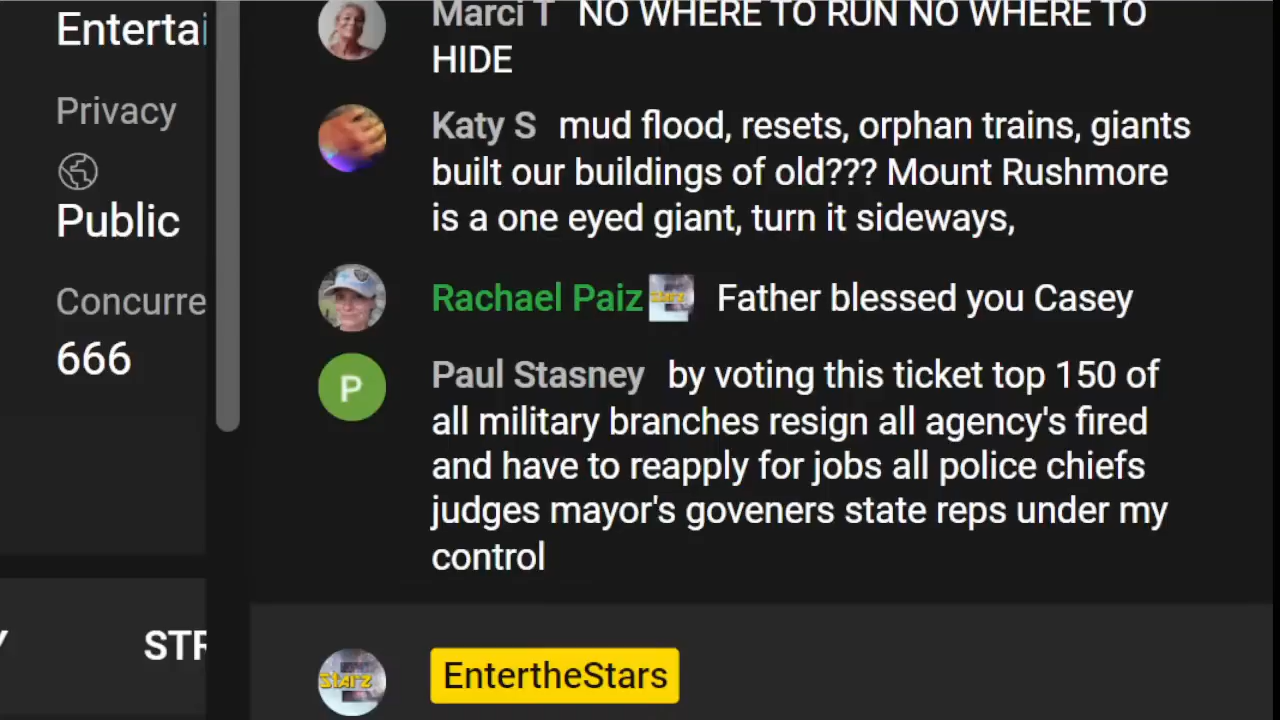 Entertai
Privacy
Public
Concurre
666
STR
Marci T NO WHERE TO RUN NO WHERE TO
HIDE
Katy S mud flood, resets, orphan trains, giants
built our buildings of old??? Mount Rushmore
is a one eyed giant, turn it sideways,
Rachael Paiz Father blessed you Casey
P
Paul Stasney by voting this ticket top 150 of
all military branches resign all agency's fired
and have to reapply for jobs all police chiefs
judges mayor's goveners state reps under my
control
Starz
EntertheStars